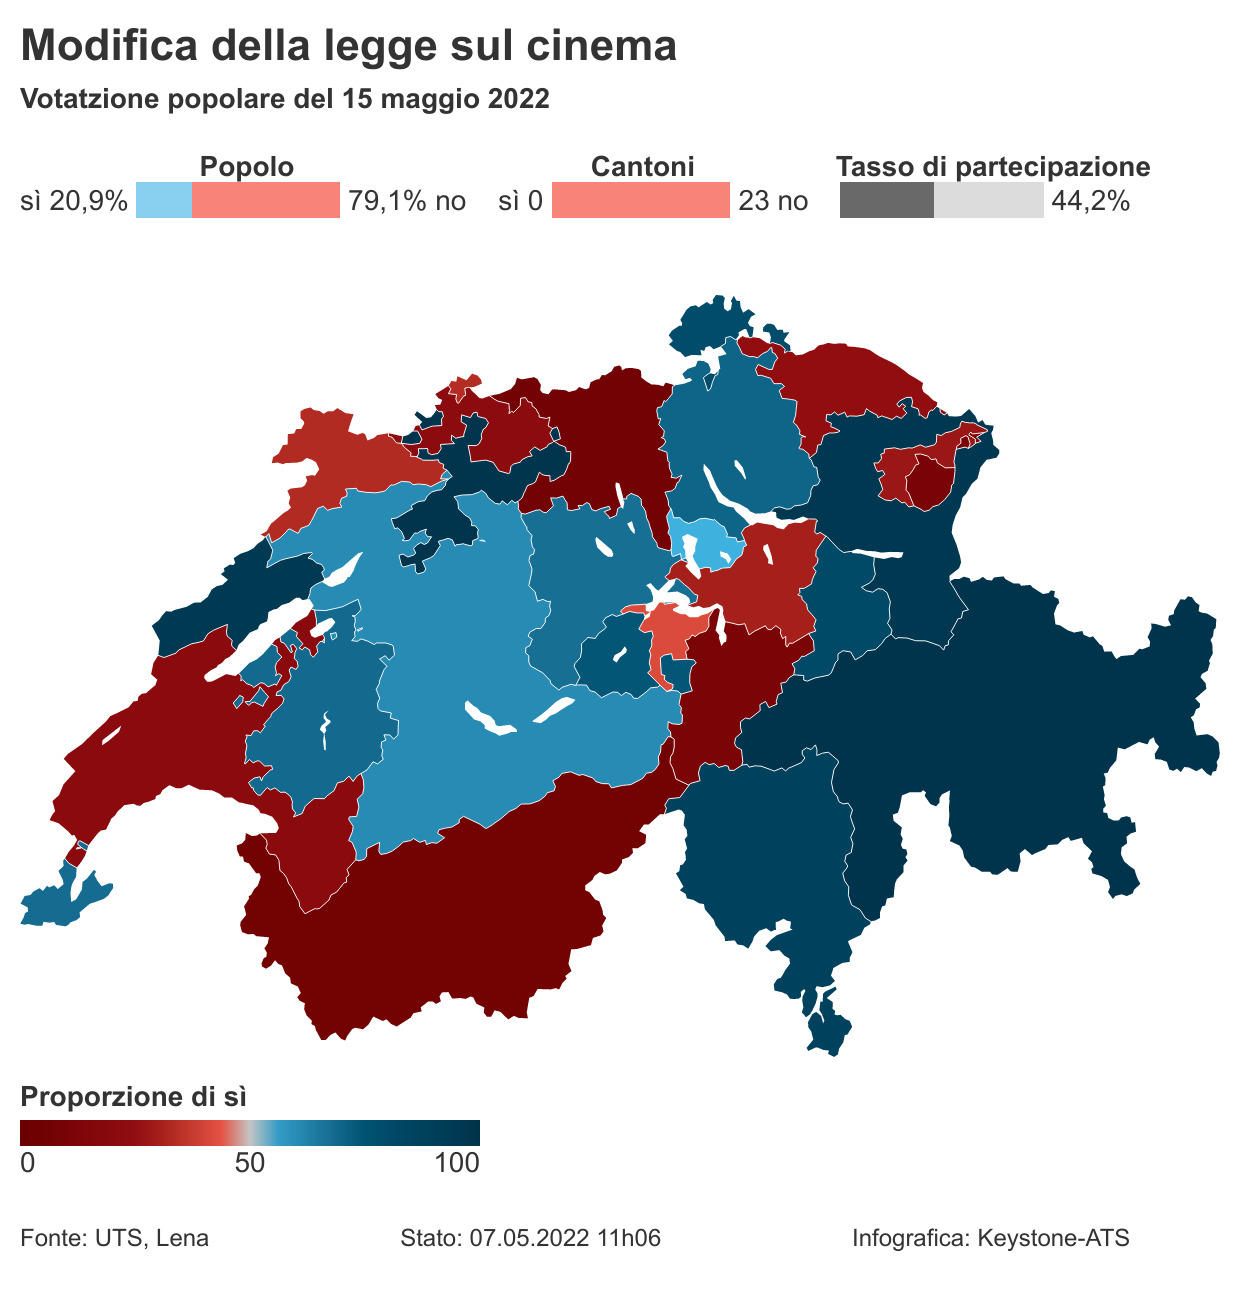 Modifica della legge sul cinema
Votatzione popolare del 15 maggio 2022
Popolo
sì 20,9% 79,1% no
Cantoni
sì 0 23 no
Tasso di partecipazione
44,2%
Proporzione di sì
0 50 100
Fonte: UTS, Lena
Stato: 07.05.2022 11h06
Infografica: Keystone-ATS